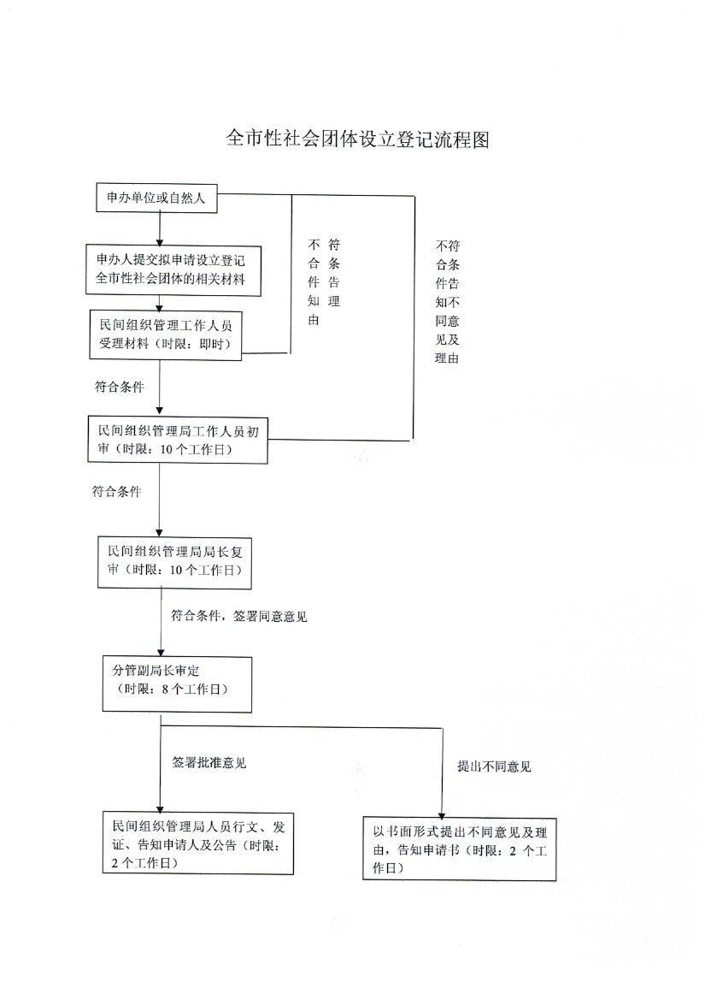 全市性社会团体设立登记流程图
申办单位或自然人
申办人提交拟申请设立登记
全市性社会团体的相关材料
民间组织管理工作人员
受理材料（时限：即时）
不符
合条
件告
知理
由
不符
合条
件告
知不
同意
见及
理由
符合条件
民间组织管理局工作人员初
审（时限：10 个工作日）
符合条件
民间组织管理局局长复
审（时限：10 个工作日）
符合条件，签署同意意见
分管副局长审定
（时限：8 个工作日）
签署批准意见
提出不同意见
民间组织管理局人员行文、发
证、告知申请人及公告（时限：
2 个工作日）
以书面形式提出不同意见及理
由，告知申请书（时限：2 个工
作日）